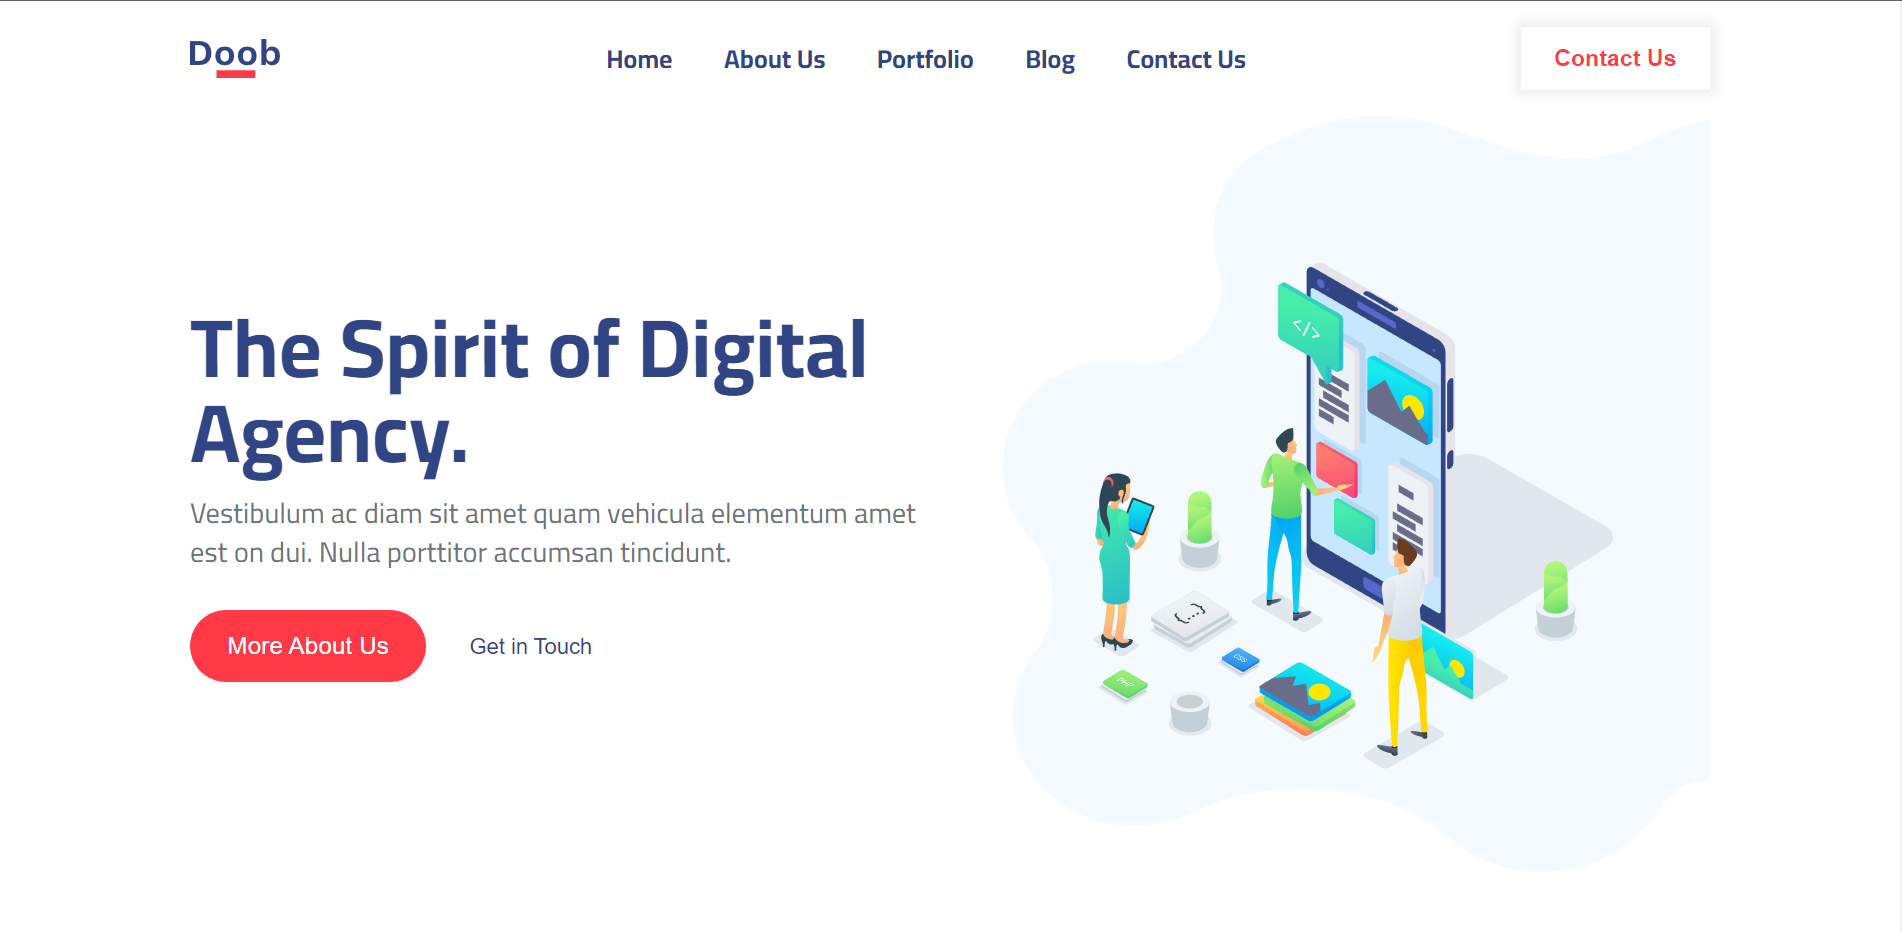 Doob
Home About Us Portfolio Blog Contact Us
Contact Us
The Spirit of Digital
Agency.
Vestibulum ac diam sit amet quam vehicula elementum amet
est on dui. Nulla porttitor accumsan tincidunt.
More About Us
Get in Touch
</>
{...}
CSS
PHP